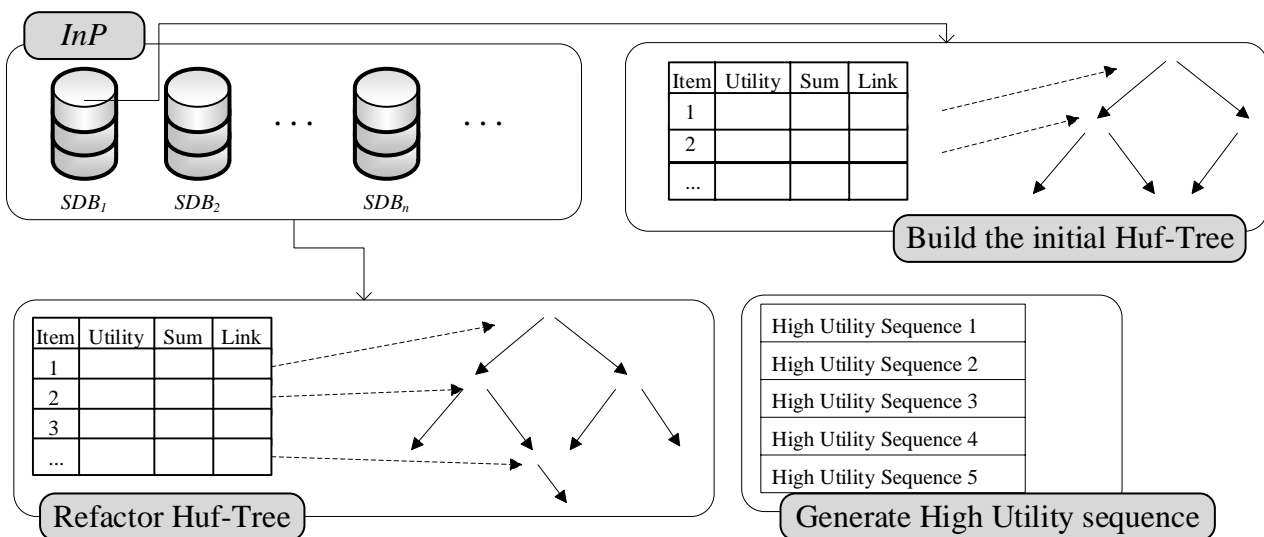 InP
SDB1 SDB2 . . . SDBn . . .
Item Utility Sum Link
1
2
...
Build the initial Huf-Tree
Item Utility Sum Link
1
2
3
...
Refactor Huf-Tree
High Utility Sequence 1
High Utility Sequence 2
High Utility Sequence 3
High Utility Sequence 4
High Utility Sequence 5
Generate High Utility sequence